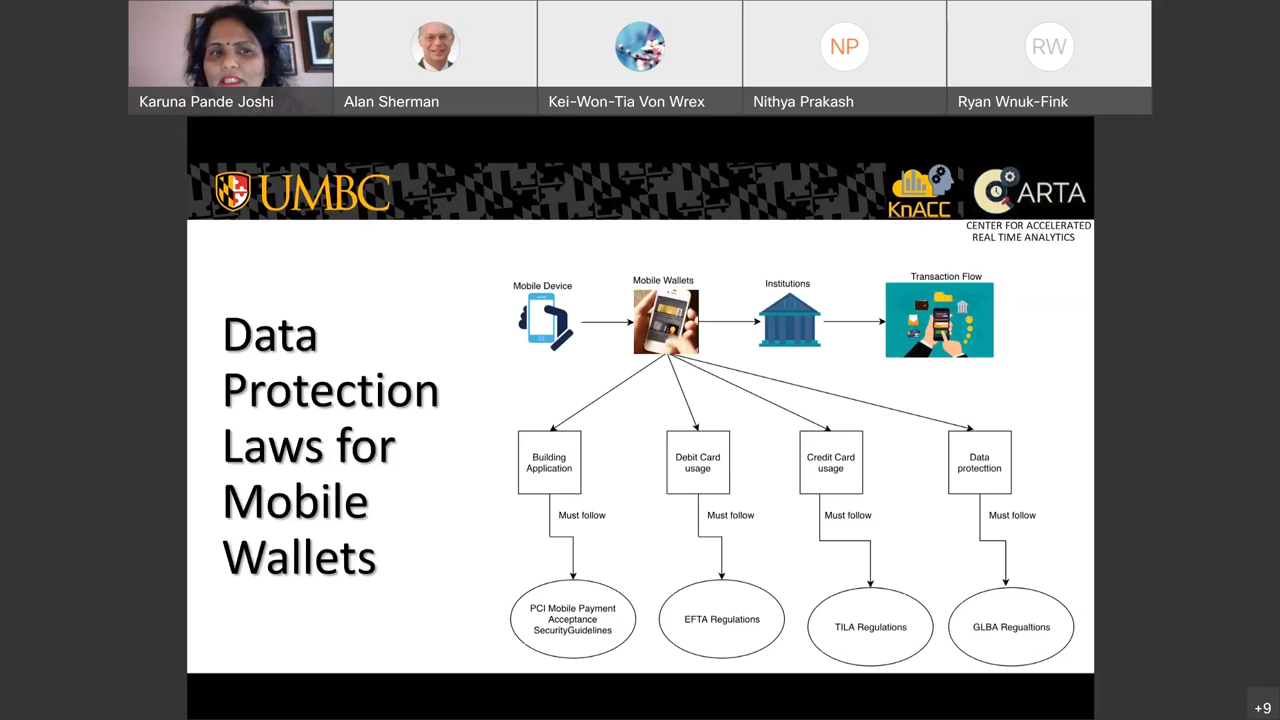 Karuna Pande Joshi
Alan Sherman
Kei-Won-Tia Von Wrex
NP
Nithya Prakash
RW
Ryan Wnuk-Fink
UMBC
KnACC
CARTA
CENTER FOR ACCELERATED
REAL TIME ANALYTICS
Data
Protection
Laws for
Mobile
Wallets
Mobile Device
Mobile Wallets
Institutions
Transaction Flow
Building
Application
Debit Card
usage
Credit Card
usage
Data
protecttion
Must follow
Must follow
Must follow
Must follow
PCI Mobile Payment
Acceptance
SecurityGuidelines
EFTA Regulations
TILA Regulations
GLBA Regualtions
+9